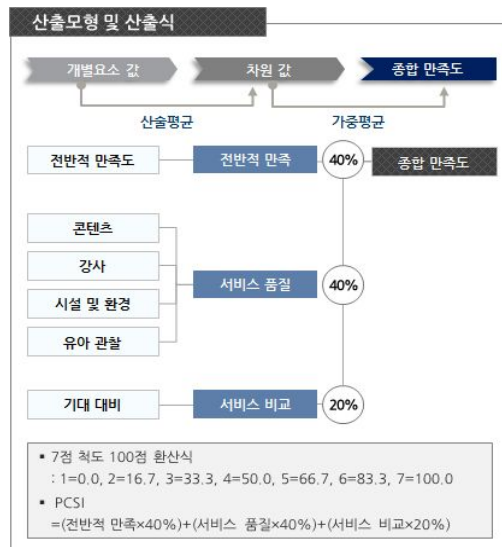 산출모형 및 산출식
개별요소 값
차원 값
종합 만족도
산술평균
가중평균
전반적 만족도
전반적 만족
40%
종합 만족도
콘텐츠
강사
시설 및 환경
유아 관찰
서비스 품질
40%
기대 대비
서비스 비교
20%
▪ 7점 척도 100점 환산식
: 1=0.0, 2=16.7, 3=33.3, 4=50.0, 5=66.7, 6=83.3, 7=100.0
▪ PCSI
=(전반적 만족×40%)+(서비스 품질×40%)+(서비스 비교×20%)